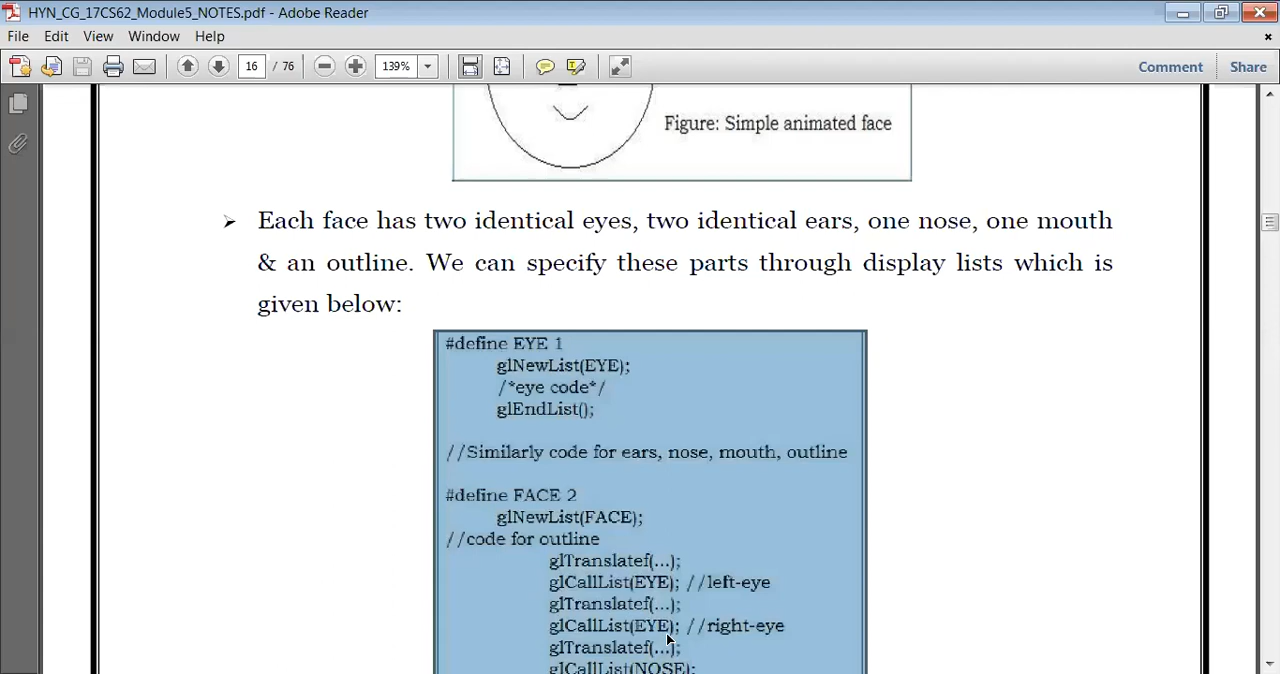 HYN_CG_17CS62_Module5_NOTES.pdf - Adobe Reader
File Edit View Window Help
16 / 76 139% Comment Share
Figure: Simple animated face
➢ Each face has two identical eyes, two identical ears, one nose, one mouth
& an outline. We can specify these parts through display lists which is
given below:
#define EYE 1
glNewList(EYE);
/*eye code*/
glEndList();
//Similarly code for ears, nose, mouth, outline
#define FACE 2
glNewList(FACE);
//code for outline
glTranslatef(...);
glCallList(EYE); //left-eye
glTranslatef(...);
glCallList(EYE); //right-eye
glTranslatef(...);
glCallList(NOSE);